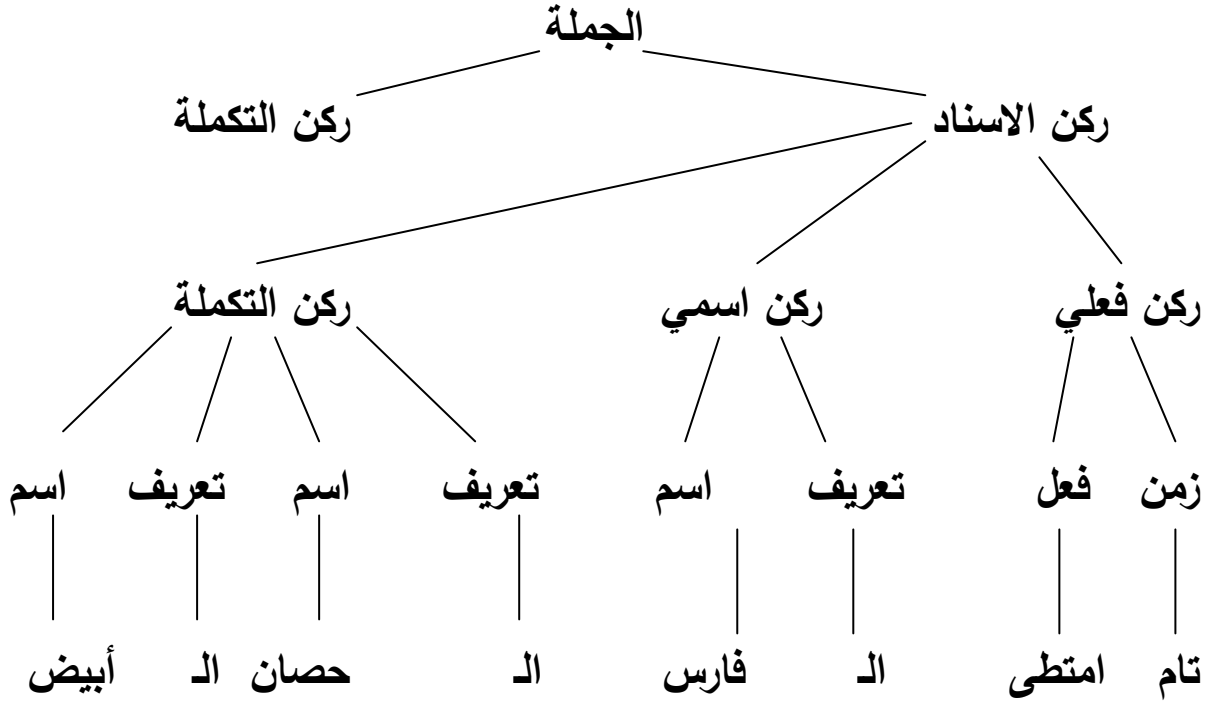 الجملة
ركن الاسناد ركن التكملة
ركن فعلي ركن اسمي ركن التكملة
زمن فعل تعريف اسم تعريف اسم تعريف اسم
تام امتطى الـ فارس الـ حصان الـ أبيض